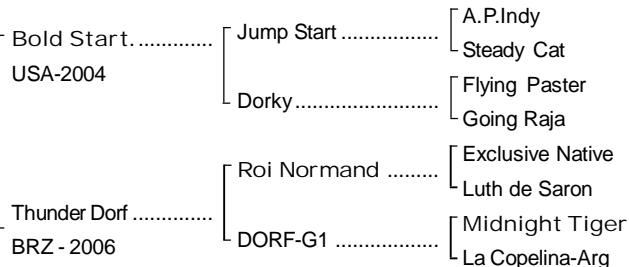 A.P.Indy
Bold Start. ............. Jump Start ..................
Steady Cat
USA-2004
Flying Paster
Dorky.........................
Going Raja
Exclusive Native
Roi Normand .........
Luth de Saron
Thunder Dorf ..............
Midnight Tiger
DORF-G1 ..................
BRZ - 2006
La Copelina-Arg